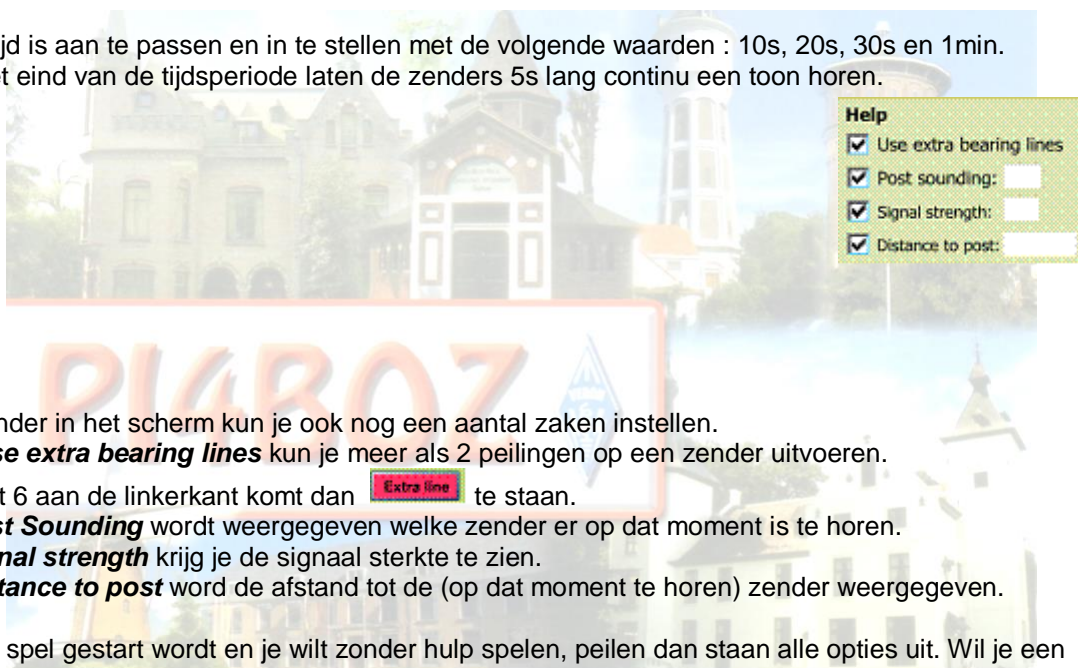 jd is aan te passen en in te stellen met de volgende waarden : 10s, 20s, 30s en 1min.
t eind van de tijdsperiode laten de zenders 5s lang continu een toon horen.
Help
Use extra bearing lines
Post sounding:
Signal strength:
Distance to post:
PI4BOZ
nder in het scherm kun je ook nog een aantal zaken instellen.
se extra bearing lines kun je meer als 2 peilingen op een zender uitvoeren.
t 6 aan de linkerkant komt dan Extra line te staan.
st Sounding wordt weergegeven welke zender er op dat moment is te horen.
nal strength krijg je de signaal sterkte te zien.
tance to post word de afstand tot de (op dat moment te horen) zender weergegeven.
spel gestart wordt en je wilt zonder hulp spelen, peilen dan staan alle opties uit. Wil je een